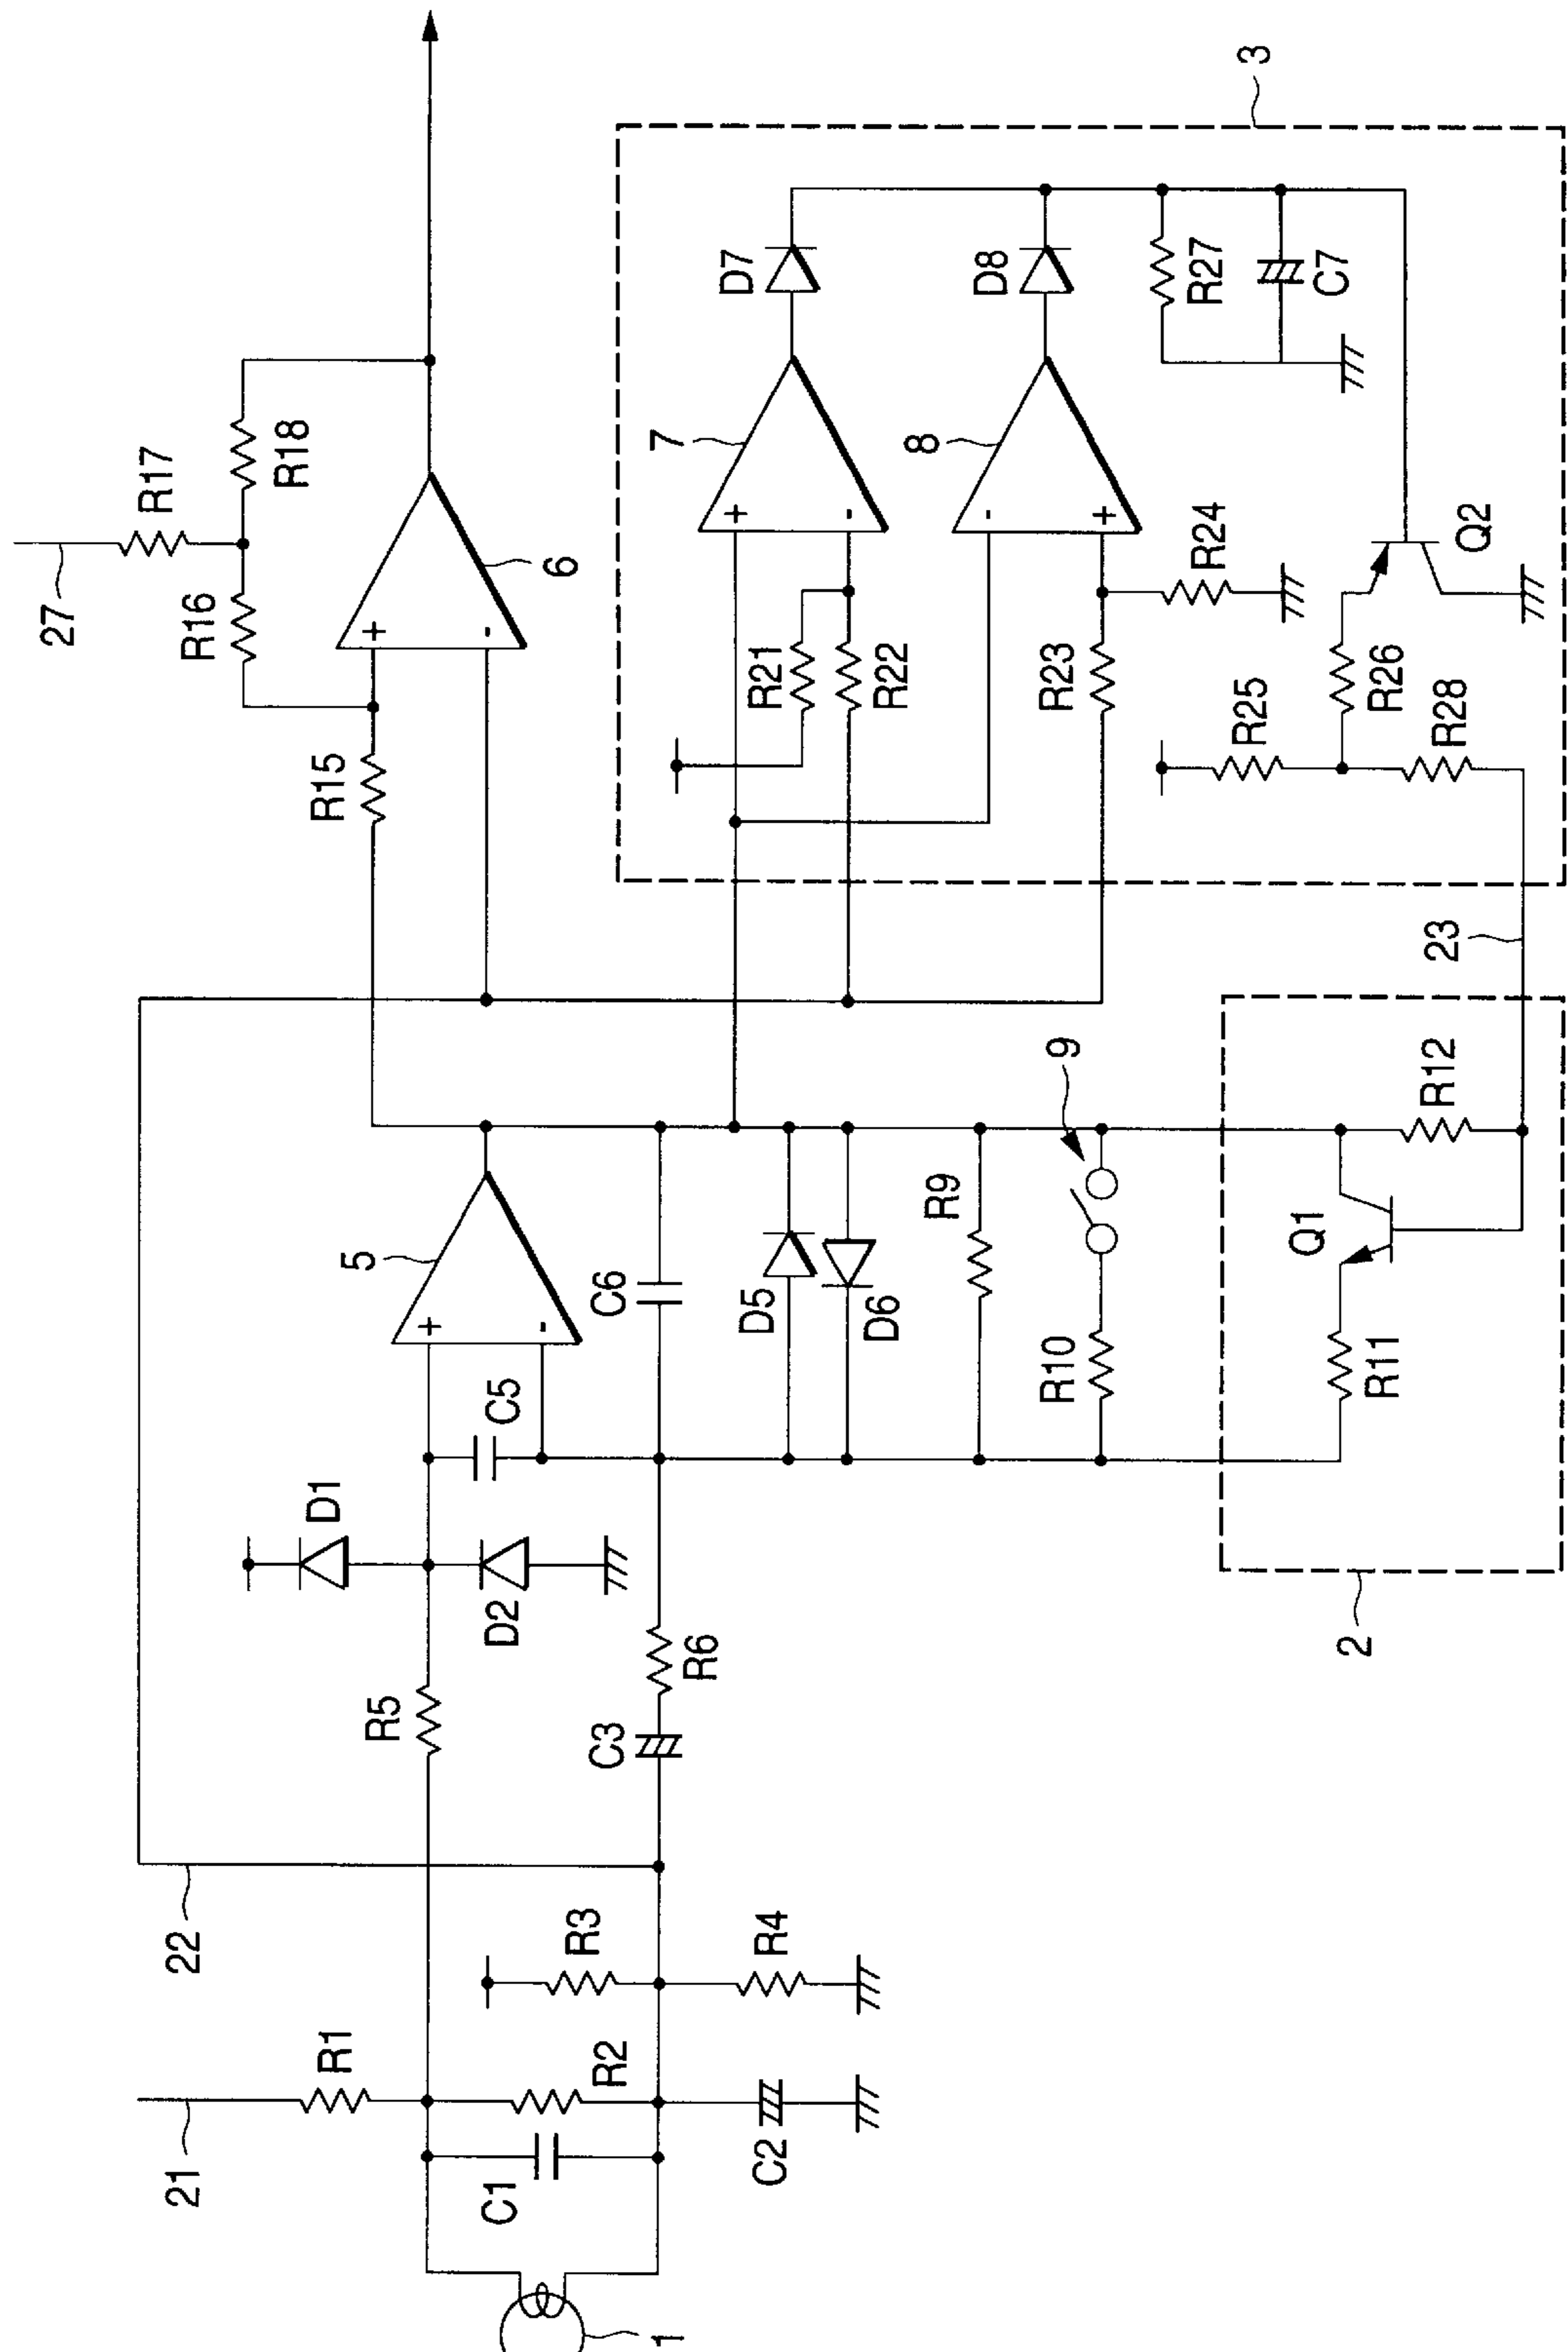 27
R17
R16
R18
6
+
-
R15
3
7
D7
+
-
8
D8
-
+
R21
R22
R23
R24
R27
C7
R25
R26
R28
Q2
23
22
5
+
-
C5
C6
D1
D2
D5
D6
R9
9
R10
Q1
R12
R11
2
R5
R6
C3
21
R1
R2
R3
R4
C1
C2
1